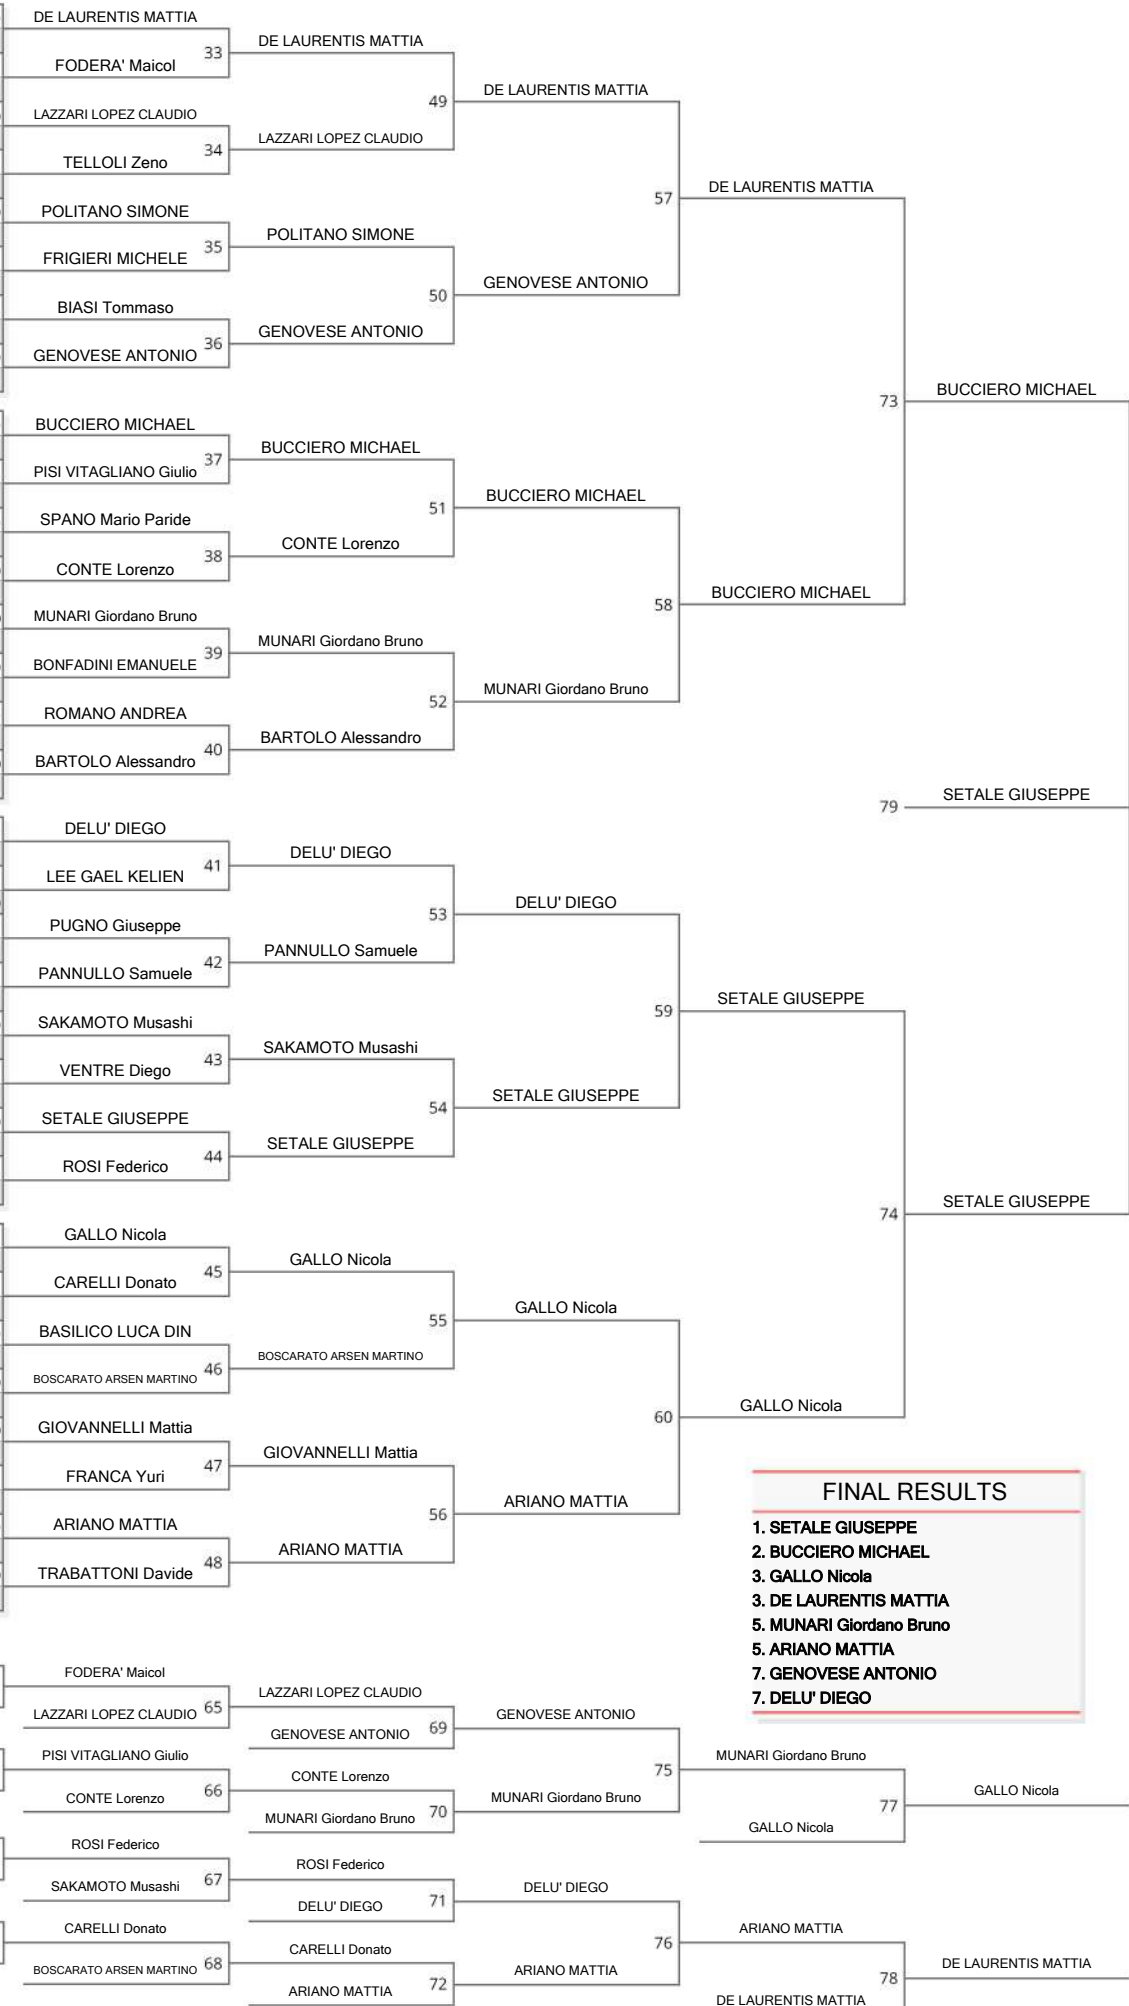 DE LAURENTIS MATTIA
33
FODERA' Maicol
DE LAURENTIS MATTIA
49
LAZZARI LOPEZ CLAUDIO
34
TELLOLI Zeno
LAZZARI LOPEZ CLAUDIO
DE LAURENTIS MATTIA
57
POLITANO SIMONE
35
FRIGIERI MICHELE
POLITANO SIMONE
50
BIASI Tommaso
36
GENOVESE ANTONIO
GENOVESE ANTONIO
GENOVESE ANTONIO
DE LAURENTIS MATTIA
73
BUCCIERO MICHAEL
BUCCIERO MICHAEL
37
PISI VITAGLIANO Giulio
BUCCIERO MICHAEL
51
SPANO Mario Paride
38
CONTE Lorenzo
CONTE Lorenzo
BUCCIERO MICHAEL
58
BUCCIERO MICHAEL
MUNARI Giordano Bruno
39
BONFADINI EMANUELE
MUNARI Giordano Bruno
52
MUNARI Giordano Bruno
ROMANO ANDREA
40
BARTOLO Alessandro
BARTOLO Alessandro
79
SETALE GIUSEPPE
DELU' DIEGO
41
LEE GAEL KELIEN
DELU' DIEGO
53
PUGNO Giuseppe
42
PANNULLO Samuele
PANNULLO Samuele
DELU' DIEGO
59
SETALE GIUSEPPE
SAKAMOTO Musashi
43
VENTRE Diego
SAKAMOTO Musashi
54
SETALE GIUSEPPE
SETALE GIUSEPPE
44
ROSI Federico
SETALE GIUSEPPE
74
SETALE GIUSEPPE
GALLO Nicola
45
CARELLI Donato
GALLO Nicola
55
BASILICO LUCA DIN
46
BOSCARATO ARSEN MARTINO
BOSCARATO ARSEN MARTINO
GALLO Nicola
60
GALLO Nicola
GIOVANNELLI Mattia
47
FRANCA Yuri
GIOVANNELLI Mattia
56
ARIANO MATTIA
ARIANO MATTIA
48
TRABATTONI Davide
ARIANO MATTIA
FINAL RESULTS
1. SETALE GIUSEPPE
2. BUCCIERO MICHAEL
3. GALLO Nicola
3. DE LAURENTIS MATTIA
5. MUNARI Giordano Bruno
5. ARIANO MATTIA
7. GENOVESE ANTONIO
7. DELU' DIEGO
FODERA' Maicol
65
LAZZARI LOPEZ CLAUDIO
LAZZARI LOPEZ CLAUDIO
69
GENOVESE ANTONIO
GENOVESE ANTONIO
75
PISI VITAGLIANO Giulio
66
CONTE Lorenzo
CONTE Lorenzo
70
MUNARI Giordano Bruno
MUNARI Giordano Bruno
MUNARI Giordano Bruno
77
GALLO Nicola
GALLO Nicola
ROSI Federico
67
SAKAMOTO Musashi
ROSI Federico
71
DELU' DIEGO
DELU' DIEGO
76
CARELLI Donato
68
BOSCARATO ARSEN MARTINO
CARELLI Donato
72
ARIANO MATTIA
ARIANO MATTIA
ARIANO MATTIA
78
DE LAURENTIS MATTIA
DE LAURENTIS MATTIA